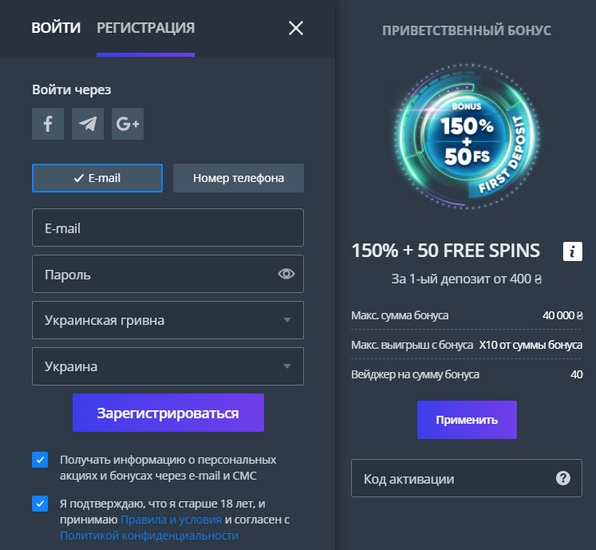 ВОЙТИ РЕГИСТРАЦИЯ
Войти через
G+
E-mail Номер телефона
E-mail
Пароль
Украинская гривна
Украина
Зарегистрироваться
Получать информацию о персональных
акциях и бонусах через e-mail и СМС
Я подтверждаю, что я старше 18 лет, и
принимаю Правила и условия и согласен с
Политикой конфиденциальности
ПРИВЕТСТВЕННЫЙ БОНУС
BONUS
150%
+
50 FS
FIRST DEPOSIT
150% + 50 FREE SPINS i
За 1-ый депозит от 400 ₴
Макс. сумма бонуса 40 000 ₴
Макс. выигрыш с бонуса X10 от суммы бонуса
Вейджер на сумму бонуса 40
Применить
Код активации ?